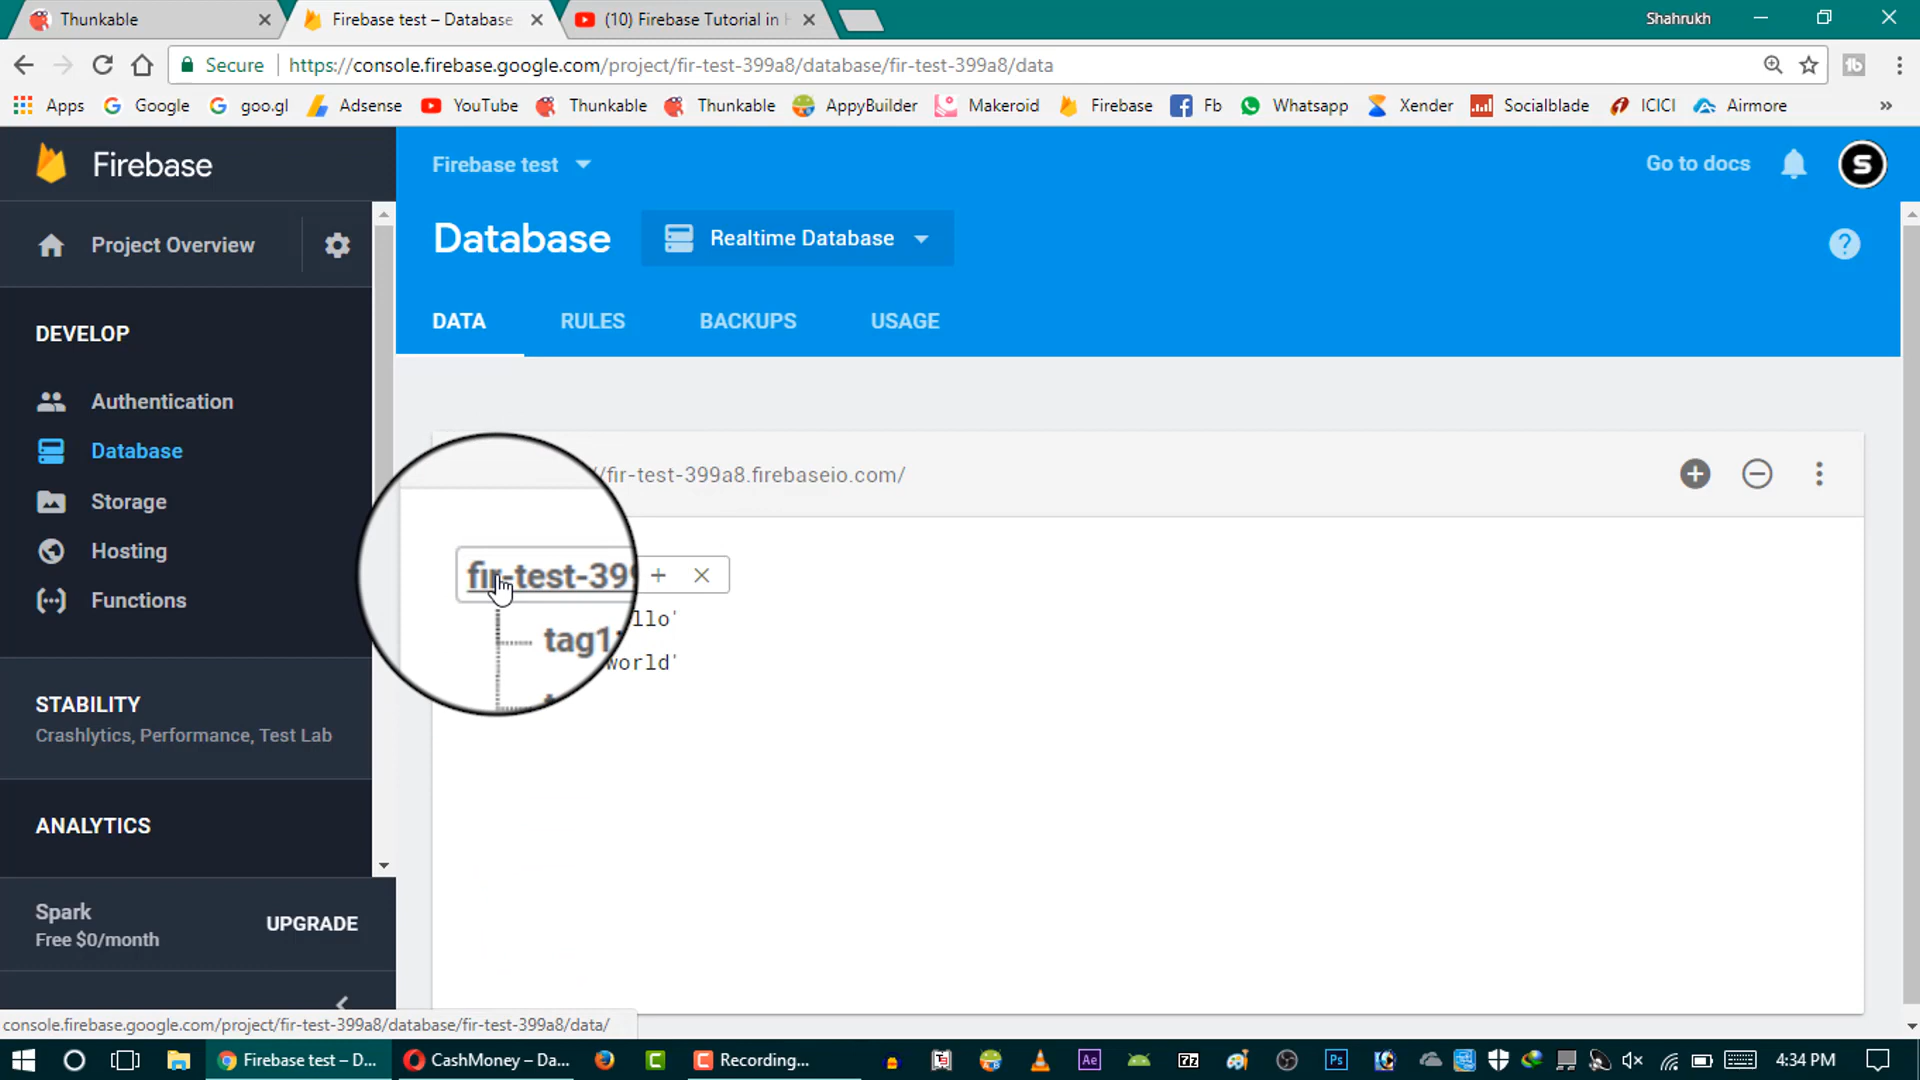 Thunkable
Firebase test – Database
(10) Firebase Tutorial in H
Shahrukh
Secure
https://console.firebase.google.com/project/fir-test-399a8/database/fir-test-399a8/data
Apps
Google
goo.gl
Adsense
YouTube
Thunkable
Thunkable
AppyBuilder
Makeroid
Firebase
Fb
Whatsapp
Xender
Socialblade
ICICI
Airmore
»
Firebase
Firebase test
Go to docs
S
Project Overview
Database
Realtime Database
DATA
RULES
BACKUPS
USAGE
DEVELOP
Authentication
Database
Storage
Hosting
Functions
//fir-test-399a8.firebaseio.com/
fir-test-399
llo'
tag1:
world'
STABILITY
Crashlytics, Performance, Test Lab
ANALYTICS
Spark
Free $0/month
UPGRADE
console.firebase.google.com/project/fir-test-399a8/database/fir-test-399a8/data/
Firebase test – D...
CashMoney – Da...
C
Recording...
Ae
7Z
Ps
4:34 PM